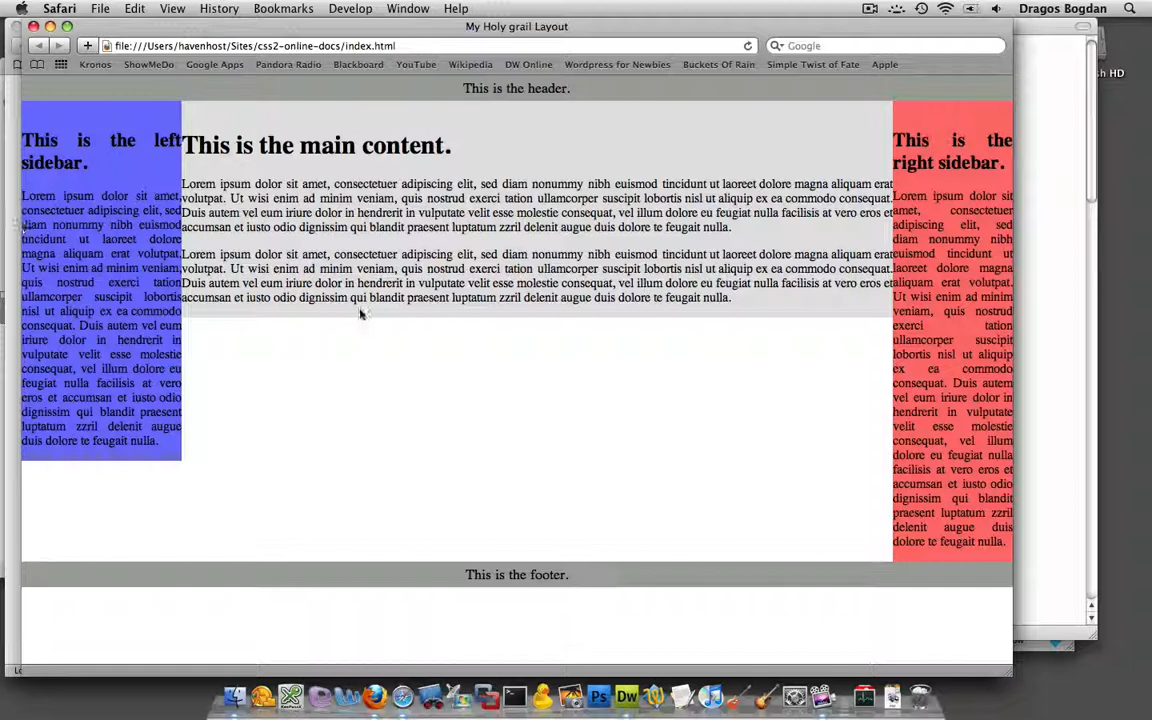 Safari File Edit View History Bookmarks Develop Window Help Dragos Bogdan
My Holy grail Layout
file:///Users/havenhost/Sites/css2-online-docs/index.html
Google
Kronos ShowMeDo Google Apps Pandora Radio Blackboard YouTube Wikipedia DW Online Wordpress for Newbies Buckets Of Rain Simple Twist of Fate Apple
sh HD
This is the header.
This is the left
sidebar.
Lorem ipsum dolor sit amet,
consectetuer adipiscing elit, sed
diam nonummy nibh euismod
tincidunt ut laoreet dolore
magna aliquam erat volutpat.
Ut wisi enim ad minim veniam,
quis nostrud exerci tation
ullamcorper suscipit lobortis
nisl ut aliquip ex ea commodo
consequat. Duis autem vel eum
iriure dolor in hendrerit in
vulputate velit esse molestie
consequat, vel illum dolore eu
feugiat nulla facilisis at vero
eros et accumsan et iusto odio
dignissim qui blandit praesent
luptatum zzril delenit augue
duis dolore te feugait nulla.
This is the main content.
Lorem ipsum dolor sit amet, consectetuer adipiscing elit, sed diam nonummy nibh euismod tincidunt ut laoreet dolore magna aliquam erat
volutpat. Ut wisi enim ad minim veniam, quis nostrud exerci tation ullamcorper suscipit lobortis nisl ut aliquip ex ea commodo consequat.
Duis autem vel eum iriure dolor in hendrerit in vulputate velit esse molestie consequat, vel illum dolore eu feugiat nulla facilisis at vero eros et
accumsan et iusto odio dignissim qui blandit praesent luptatum zzril delenit augue duis dolore te feugait nulla.
Lorem ipsum dolor sit amet, consectetuer adipiscing elit, sed diam nonummy nibh euismod tincidunt ut laoreet dolore magna aliquam erat
volutpat. Ut wisi enim ad minim veniam, quis nostrud exerci tation ullamcorper suscipit lobortis nisl ut aliquip ex ea commodo consequat.
Duis autem vel eum iriure dolor in hendrerit in vulputate velit esse molestie consequat, vel illum dolore eu feugiat nulla facilisis at vero eros et
accumsan et iusto odio dignissim qui blandit praesent luptatum zzril delenit augue duis dolore te feugait nulla.
This is the
right sidebar.
Lorem ipsum dolor sit
amet, consectetuer
adipiscing elit, sed
diam nonummy nibh
euismod tincidunt ut
laoreet dolore magna
aliquam erat volutpat.
Ut wisi enim ad minim
veniam, quis nostrud
exerci tation
ullamcorper suscipit
lobortis nisl ut aliquip
ex ea commodo
consequat. Duis autem
vel eum iriure dolor in
hendrerit in vulputate
velit esse molestie
consequat, vel illum
dolore eu feugiat nulla
facilisis at vero eros et
accumsan et iusto odio
dignissim qui blandit
praesent luptatum zzril
delenit augue duis
dolore te feugait nulla.
This is the footer.
Ps Dw